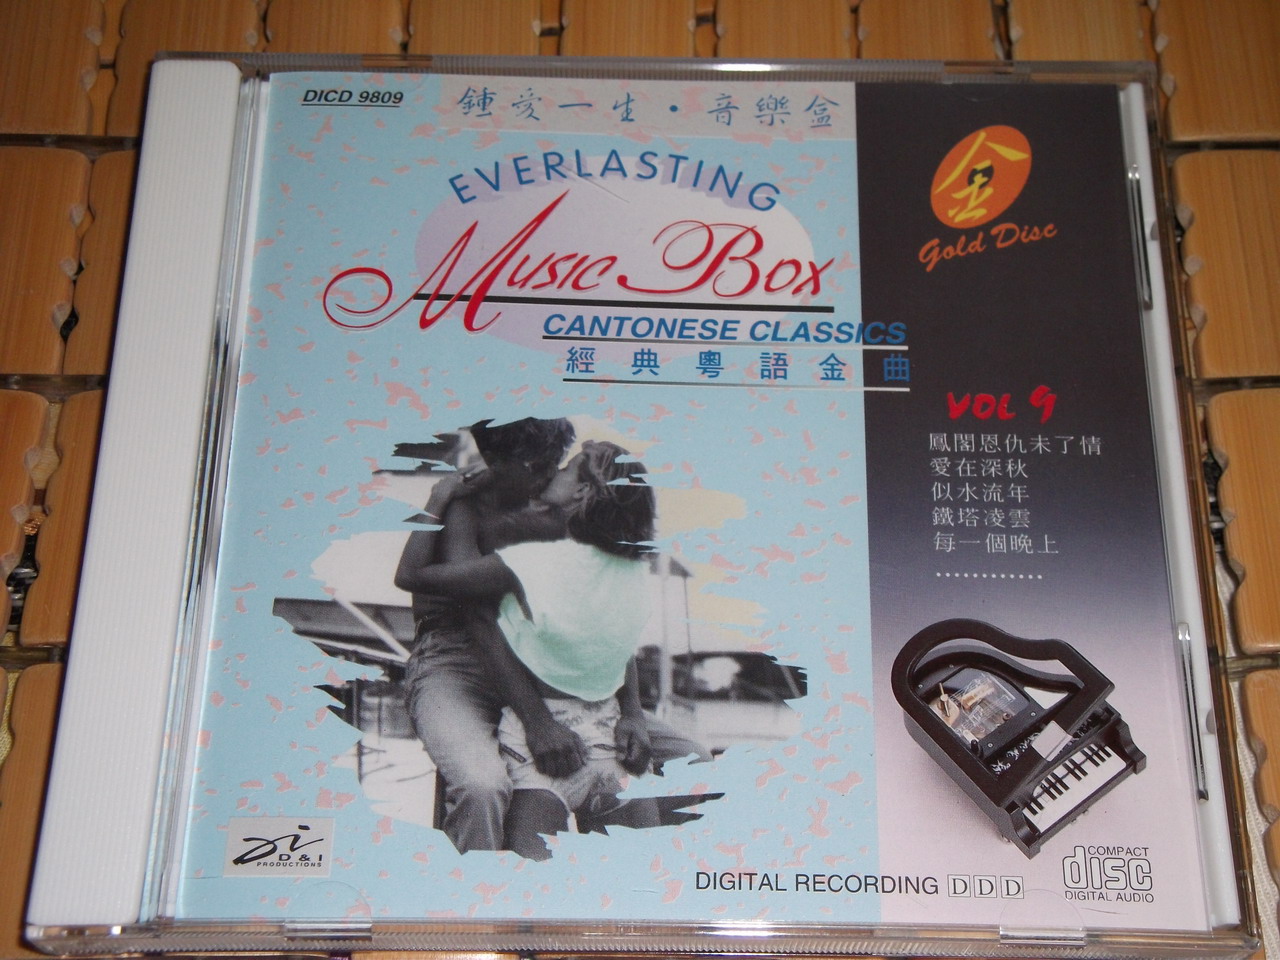 DICD 9809
鍾愛一生・音樂盒
EVERLASTING
Music Box
CANTONESE CLASSICS
經典粵語金曲
金
Gold Disc
VOL 9
鳳閣恩仇未了情
愛在深秋
似水流年
鐵塔凌雲
每一個晚上
............
D&I
PRODUCTIONS
DIGITAL RECORDING DDD
COMPACT
disc
DIGITAL AUDIO